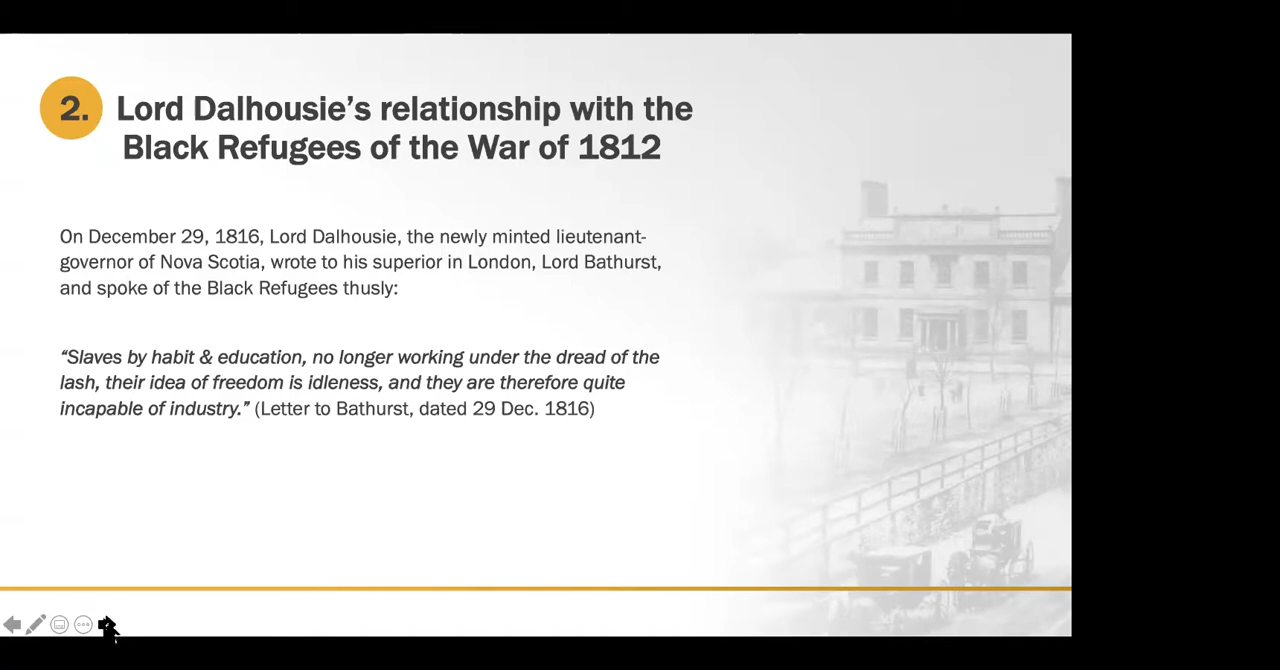 2. Lord Dalhousie’s relationship with the
Black Refugees of the War of 1812
On December 29, 1816, Lord Dalhousie, the newly minted lieutenant-
governor of Nova Scotia, wrote to his superior in London, Lord Bathurst,
and spoke of the Black Refugees thusly:
“Slaves by habit & education, no longer working under the dread of the
lash, their idea of freedom is idleness, and they are therefore quite
incapable of industry.” (Letter to Bathurst, dated 29 Dec. 1816)